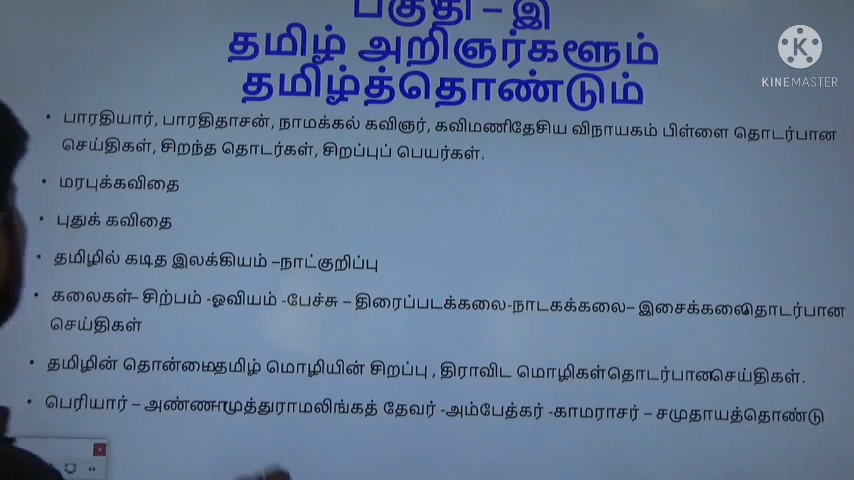 பகுதி – இ
தமிழ் அறிஞர்களும்
தமிழ்த்தொண்டும்
KINEMASTER
• பாரதியார், பாரதிதாசன், நாமக்கல் கவிஞர், கவிமணிதேசிய விநாயகம் பிள்ளை தொடர்பான
செய்திகள், சிறந்த தொடர்கள், சிறப்புப் பெயர்கள்.
• மரபுக்கவிதை
• புதுக் கவிதை
• தமிழில் கடித இலக்கியம் –நாட்குறிப்பு
• கலைகள்– சிற்பம் -ஓவியம் -பேச்சு – திரைப்படக்கலை-நாடகக்கலை– இசைக்கலைதொடர்பான
செய்திகள்
• தமிழின் தொன்மைதமிழ் மொழியின் சிறப்பு , திராவிட மொழிகள்தொடர்பானசெய்திகள்.
• பெரியார் – அண்ணாமுத்துராமலிங்கத் தேவர் -அம்பேத்கர் -காமராசர் – சமுதாயத்தொண்டு